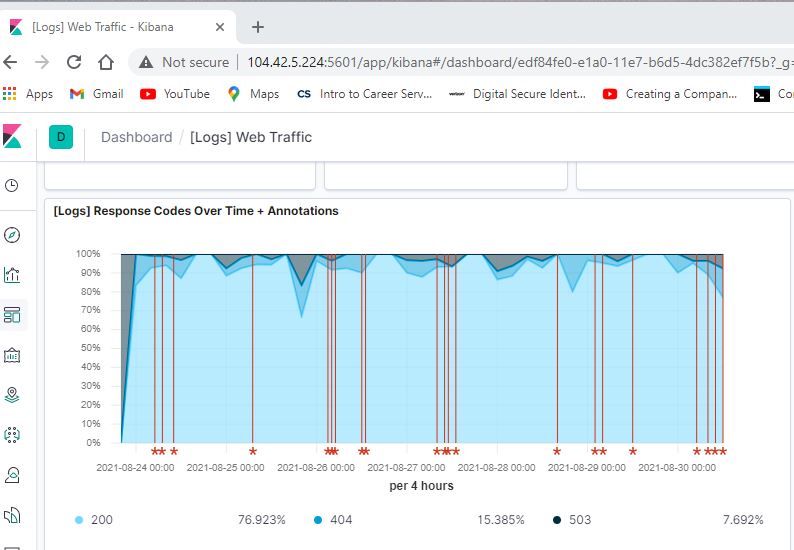 [Logs] Web Traffic - Kibana
Not secure | 104.42.5.224:5601/app/kibana#/dashboard/edf84fe0-e1a0-11e7-b6d5-4dc382ef7f5b?_g=
Apps Gmail YouTube Maps CS Intro to Career Serv... verizon Digital Secure Ident... Creating a Compan... Co
D Dashboard / [Logs] Web Traffic
[Logs] Response Codes Over Time + Annotations
100%
90%
80%
70%
60%
50%
40%
30%
20%
10%
0%
2021-08-24 00:00 2021-08-25 00:00 2021-08-26 00:00 2021-08-27 00:00 2021-08-28 00:00 2021-08-29 00:00 2021-08-30 00:00
per 4 hours
200 76.923% 404 15.385% 503 7.692%